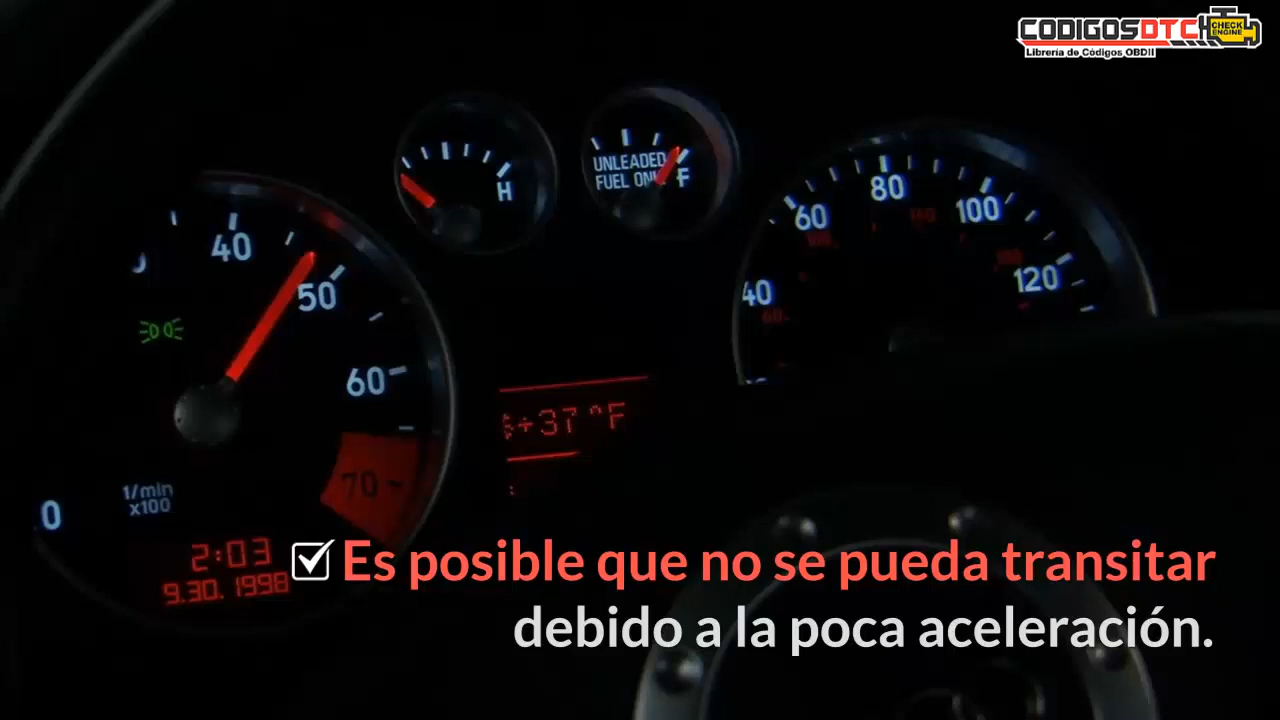 CODIGOSDTC
CHECK
ENGINE
Librería de Códigos OBDII
H
UNLEADED
FUEL ONL
F
40
50
60
70
0
1/min
x100
2:03
9.30.1998
+37 °F
40
60
80
100
120
Es posible que no se pueda transitar
debido a la poca aceleración.